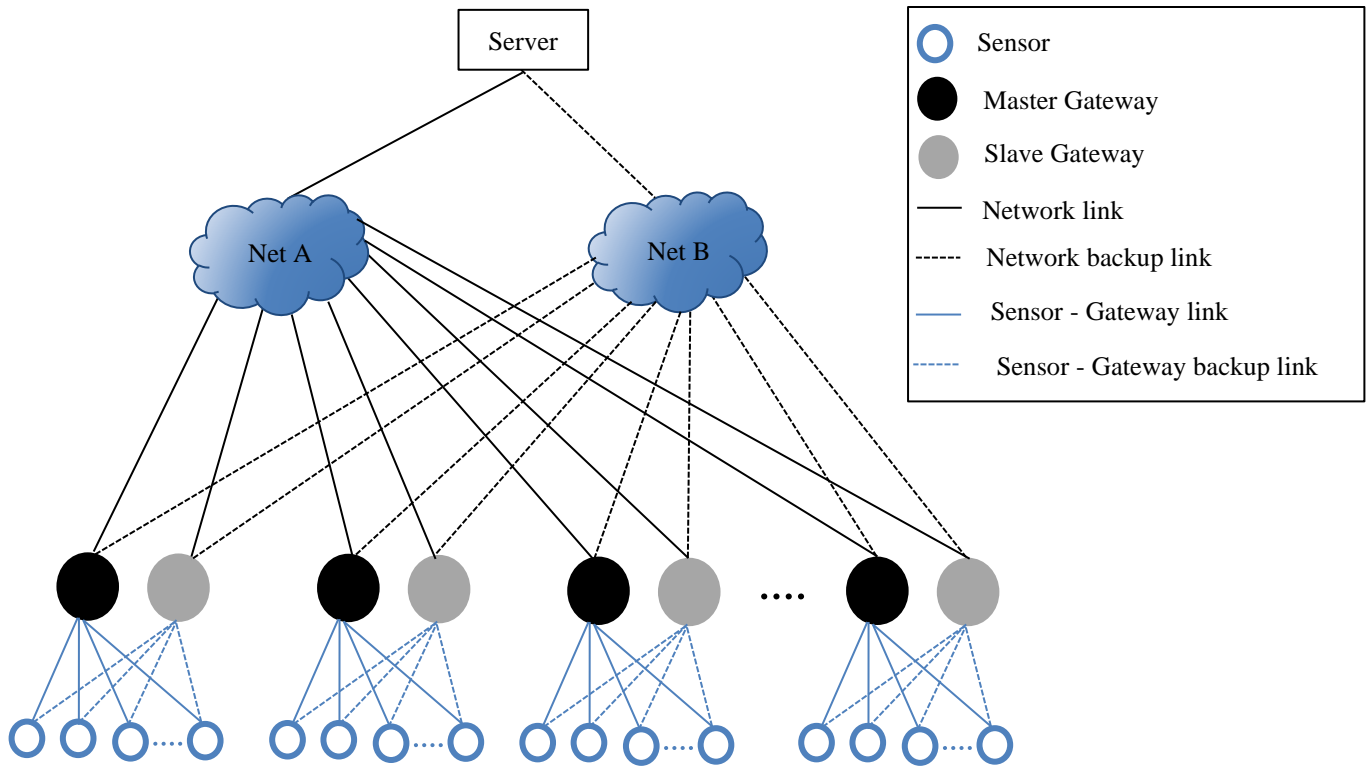 Server
Sensor
Master Gateway
Slave Gateway
Network link
Network backup link
Sensor - Gateway link
Sensor - Gateway backup link
Net A
Net B
....
....
....
....
....